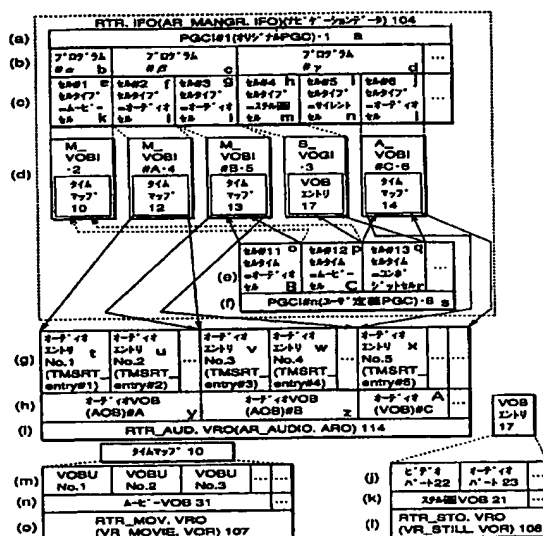 RTR. IFO(AR_MANGR. IFO)(ナビゲーションデータ) 104
(a) PGCI#1(オリジナルPGC)・1 a
(b) プログラム #α b プログラム #β c プログラム #γ d ...
(c) セル#1 e セルタイプ =ムービーセル k
セル#2 f セルタイプ =オーディオセル l
セル#3 g セルタイプ =オーディオセル l
セル#4 h セルタイプ =スチル画セル m
セル#5 i セルタイプ =サイレントセル n
セル#6 j セルタイプ =オーディオセル l
...
(d) M_VOBI・2 タイムマップ 10
M_VOBI #A・4 タイムマップ 12
M_VOBI #B・5 タイムマップ 13
S_VOGI・3 VOBエントリ 17
A_VOBI #C・6 タイムマップ 14
(e) セル#11 o セルタイム =オーディオセル B
セル#12 p セルタイム =ムービーセル C
セル#13 q セルタイム =コンポジットセル r
(f) PGCI#n(ユーザ定義PGC)・8 s
(g) オーディオエントリ No.1 t (TMSRT_entry#1)
オーディオエントリ No.2 u (TMSRT_entry#2)
オーディオエントリ No.3 v (TMSRT_entry#3)
オーディオエントリ No.4 w (TMSRT_entry#4)
...
オーディオエントリ No.5 x (TMSRT_entry#5)
...
(h) オーディオVOB (AOB)#A y
オーディオVOB (AOB)#B z
オーディオ (VOB)#C A
...
(i) RTR_AUD. VRO(AR_AUDIO. ARO) 114
タイムマップ 10
(m) VOBU No.1 VOBU No.2 VOBU No.3 ...
(n) ムービーVOB 31 ...
(o) RTR_MOV. VRO (VR_MOVIE. VOR) 107
VOBエントリ 17
(j) ビデオパート22 オーディオパート 23 ...
(k) スチル画VOB 21 ...
(l) RTR_STO. VRO (VR_STILL. VOR) 106